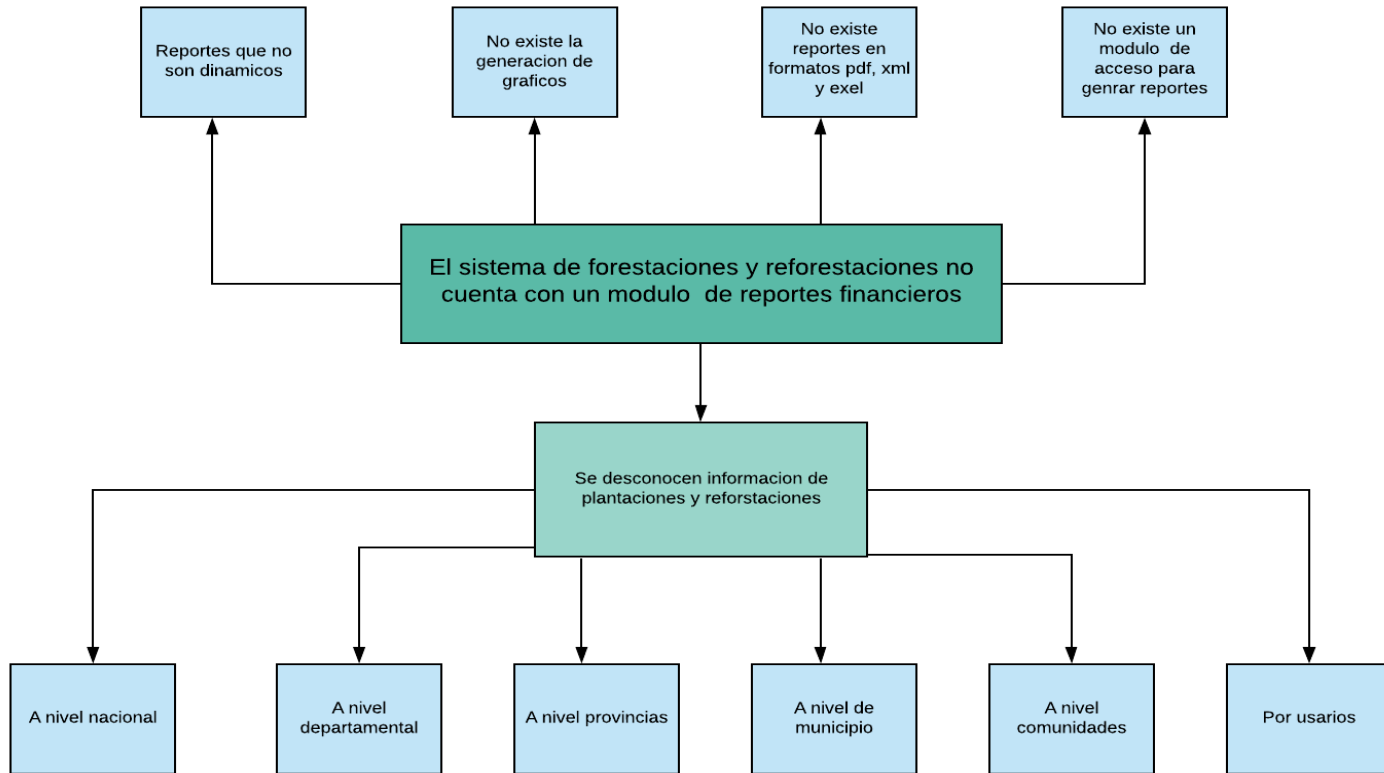 Reportes que no
son dinamicos
No existe la
generacion de
graficos
No existe
reportes en
formatos pdf, xml
y exel
No existe un
modulo de
acceso para
genrar reportes
El sistema de forestaciones y reforestaciones no
cuenta con un modulo de reportes financieros
Se desconocen informacion de
plantaciones y reforstaciones
A nivel nacional
A nivel
departamental
A nivel provincias
A nivel de
municipio
A nivel
comunidades
Por usarios